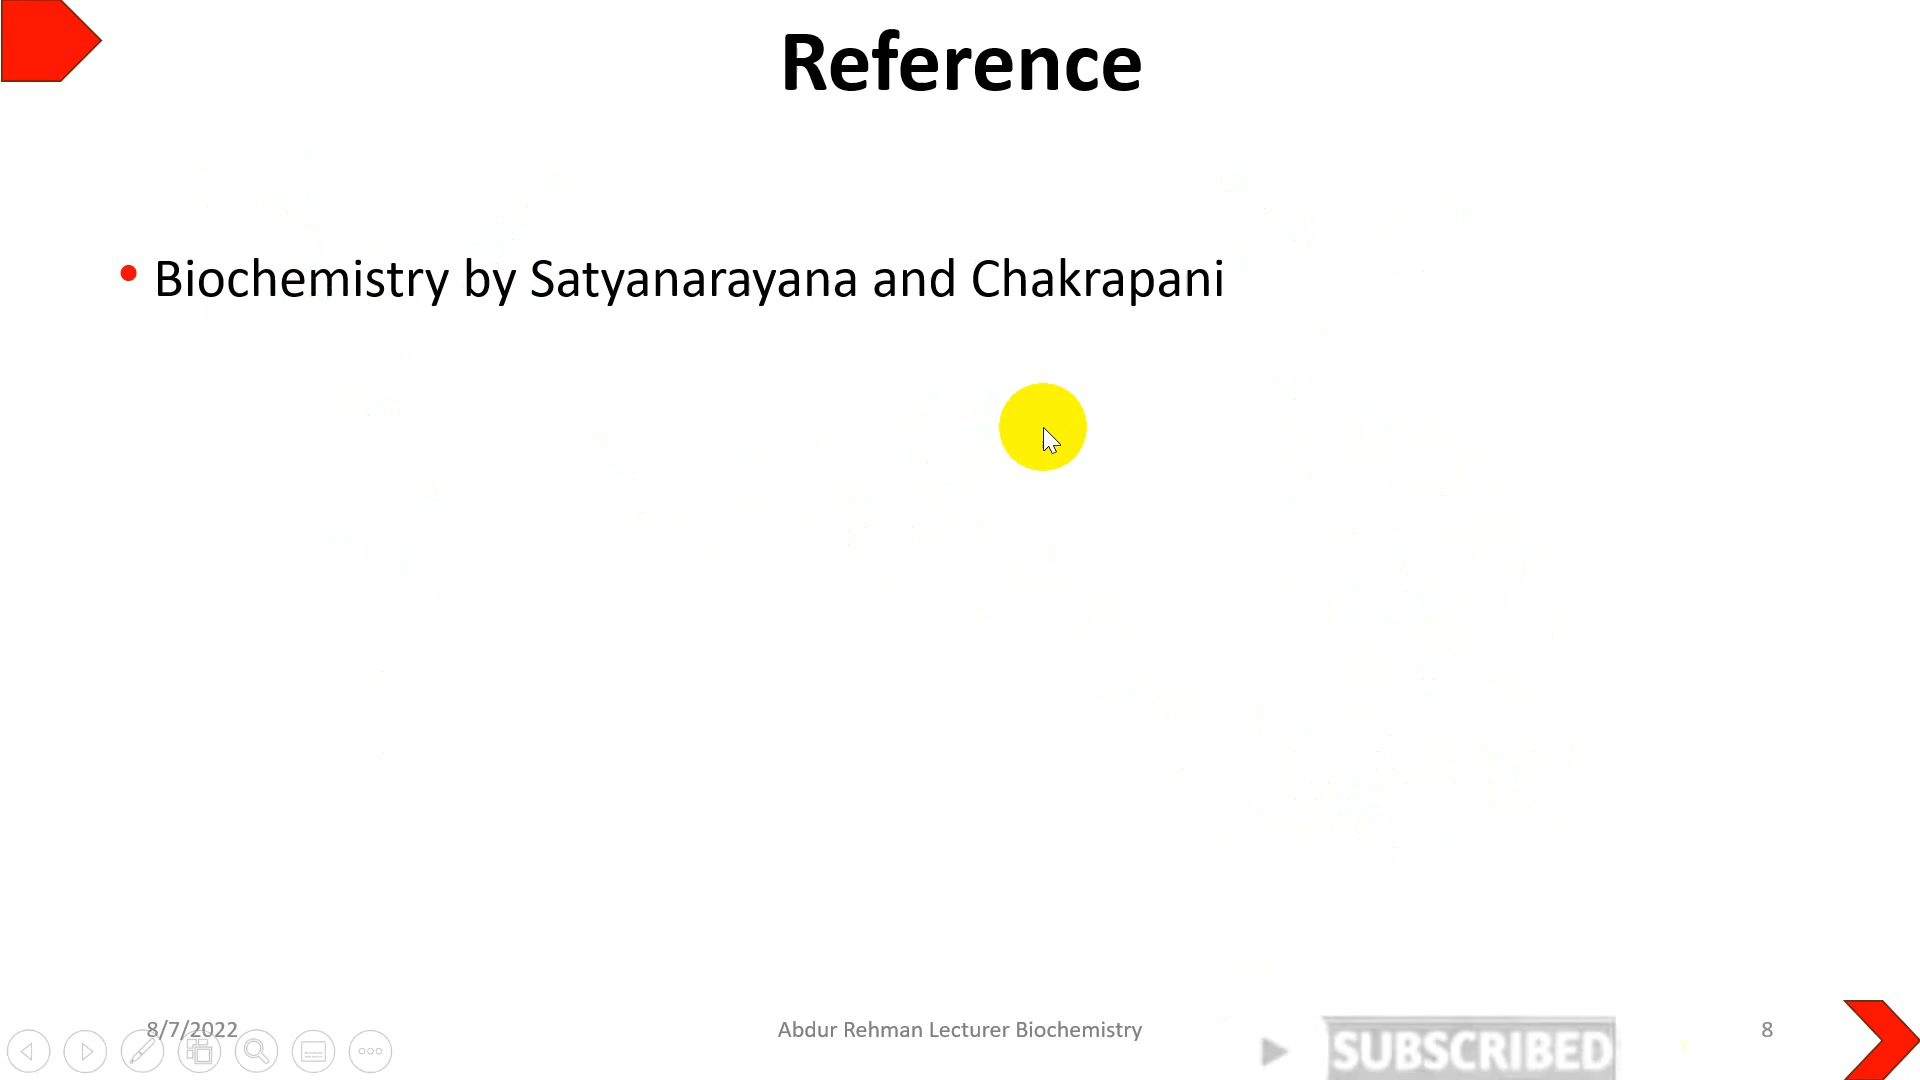 Reference
• Biochemistry by Satyanarayana and Chakrapani
8/7/2022
Abdur Rehman Lecturer Biochemistry
SUBSCRIBED
8